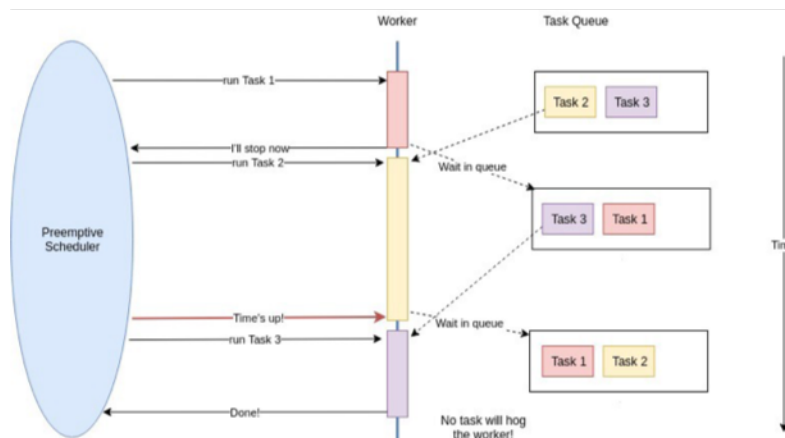 Worker
Task Queue
run Task 1
Task 2
Task 3
I'll stop now
run Task 2
Wait in queue
Preemptive
Scheduler
Task 3
Task 1
Time's up!
Wait in queue
run Task 3
Task 1
Task 2
Done!
No task will hog
the worker!